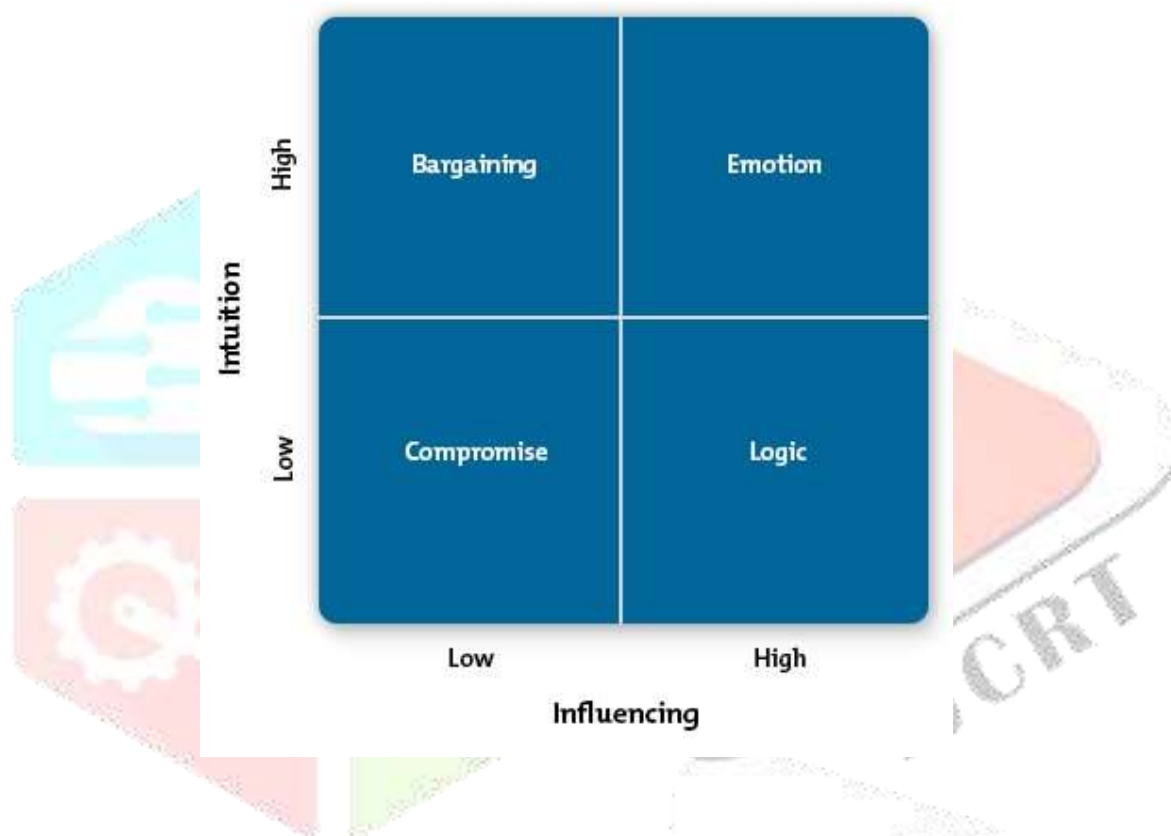 High
Bargaining
Emotion
Intuition
Low
Compromise
Logic
Low
High
Influencing
CRT